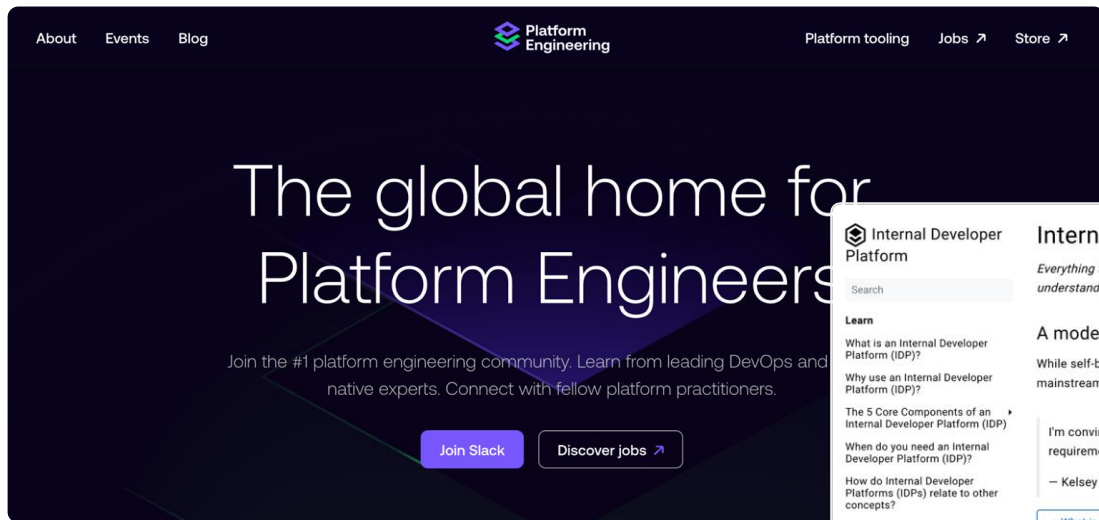 About
Events
Blog
Platform
Engineering
Platform tooling
Jobs ↗
Store ↗
The global home for
Platform Engineers
Join the #1 platform engineering community. Learn from leading DevOps and
native experts. Connect with fellow platform practitioners.
Join Slack
Discover jobs ↗
Internal Developer
Platform
Search
Learn
What is an Internal Developer
Platform (IDP)?
Why use an Internal Developer
Platform (IDP)?
The 5 Core Components of an
Internal Developer Platform (IDP)
When do you need an Internal
Developer Platform (IDP)?
How do Internal Developer
Platforms (IDPs) relate to other
concepts?
Intern
Everything
understand
A mode
While self-b
mainstream
I'm convi
requireme
— Kelsey